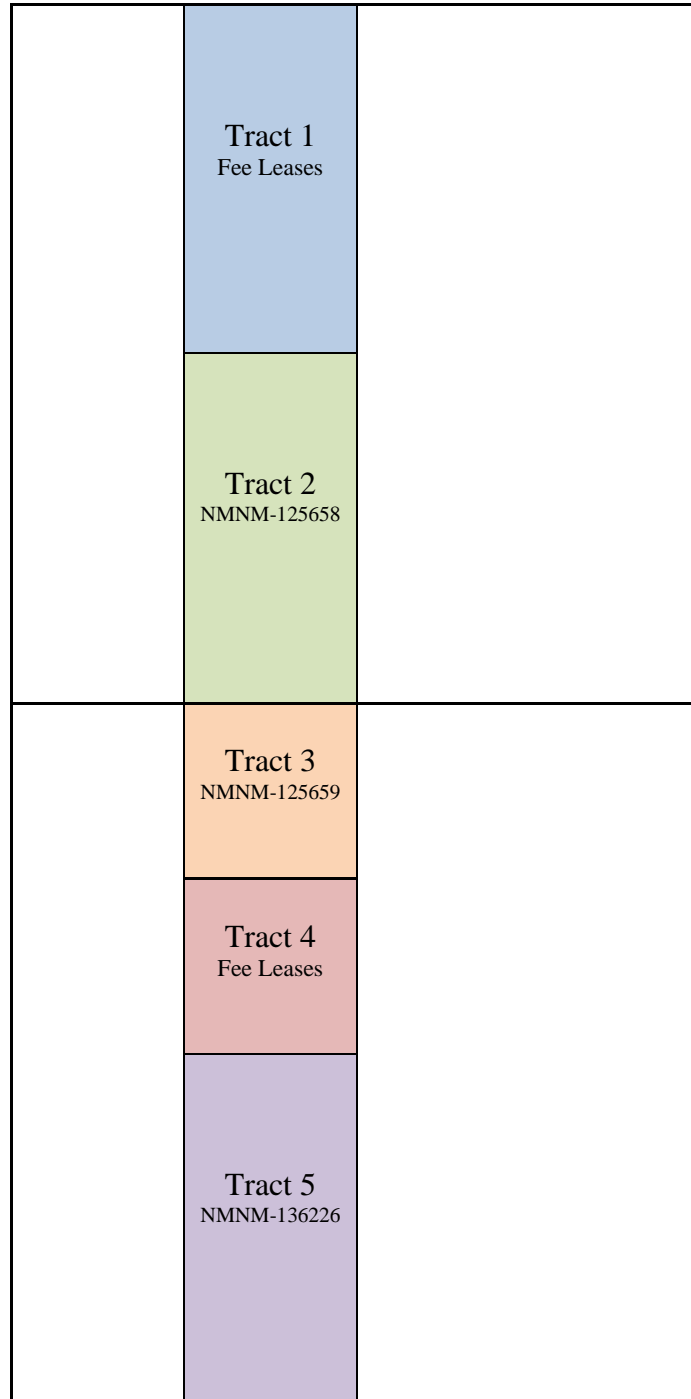 Tract 1
Fee Leases
Tract 2
NMNM-125658
Tract 3
NMNM-125659
Tract 4
Fee Leases
Tract 5
NMNM-136226